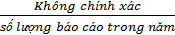 Không chính xác
số lượng báo cáo trong năm